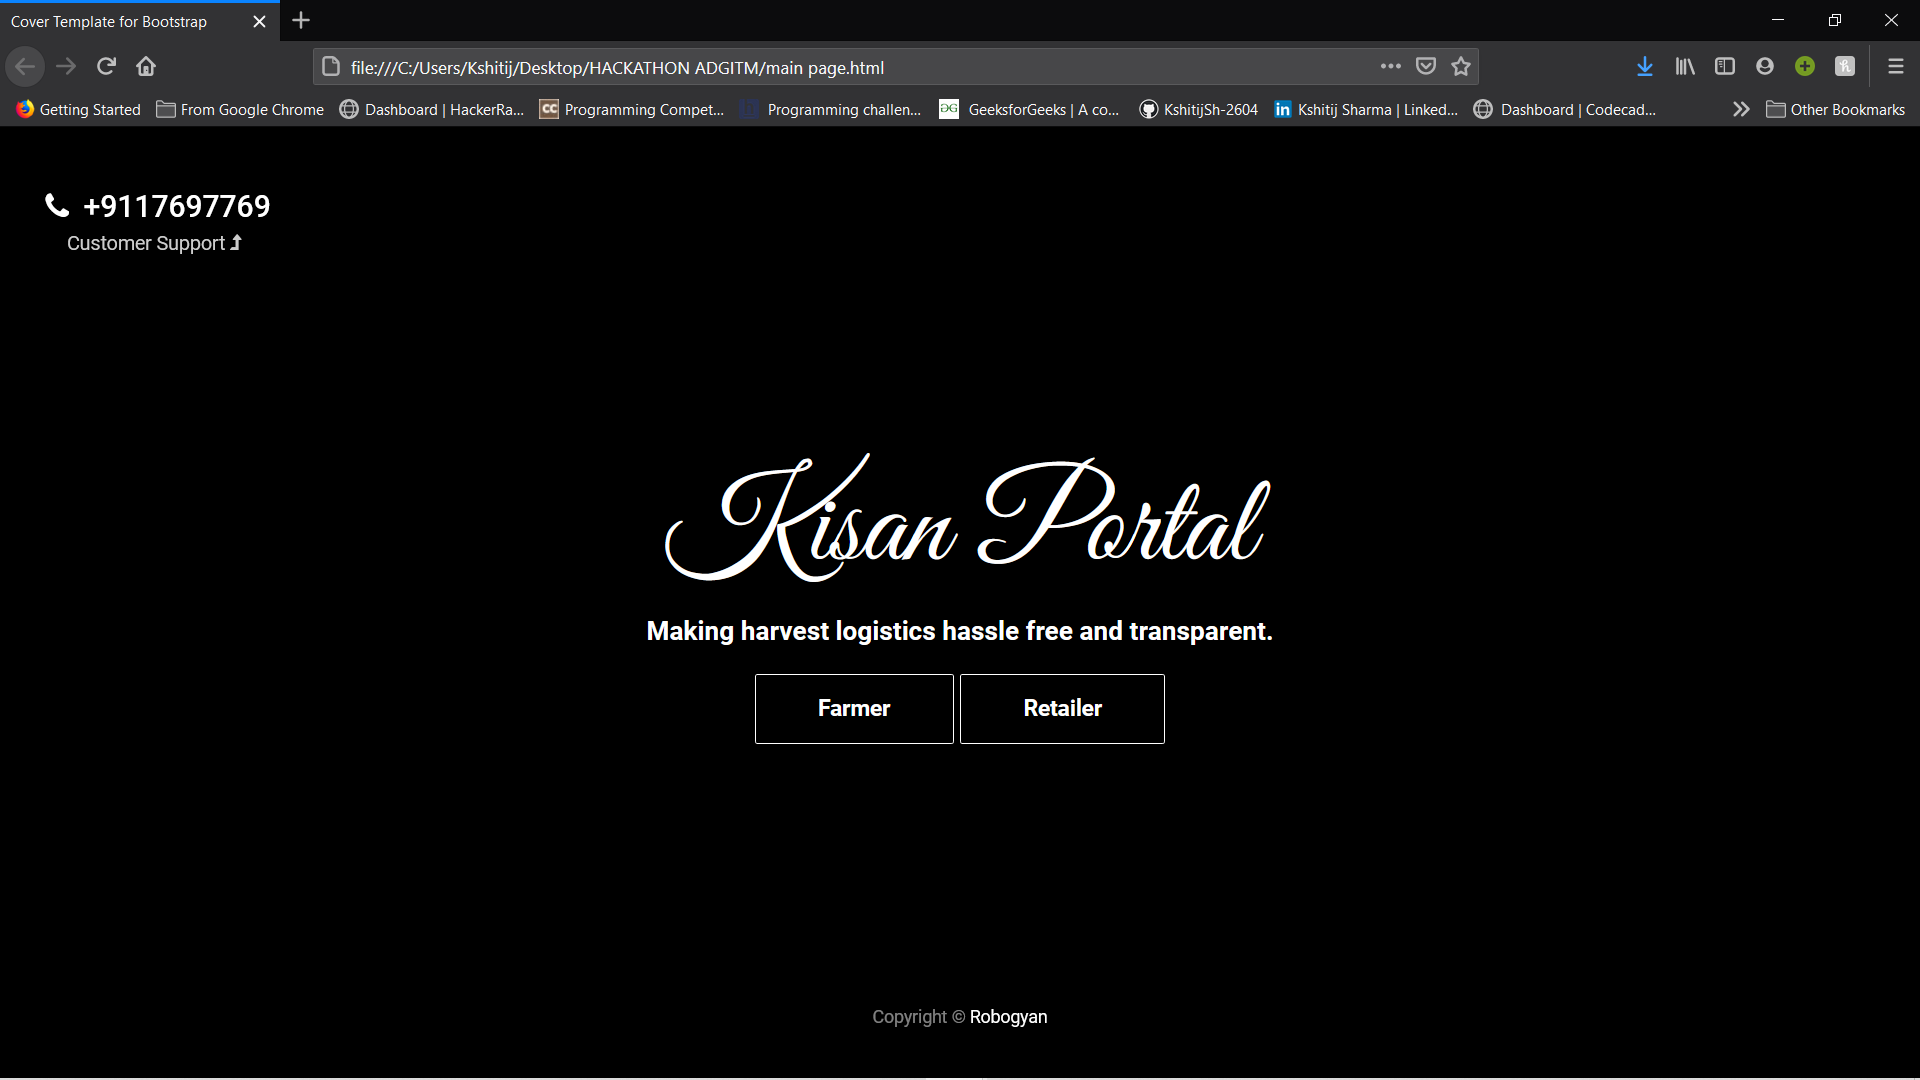 Cover Template for Bootstrap
file:///C:/Users/Kshitij/Desktop/HACKATHON ADGITM/main page.html
Getting Started From Google Chrome Dashboard | HackerRa... Programming Compet... Programming challen... GeeksforGeeks | A co... KshitijSh-2604 Kshitij Sharma | Linked... Dashboard | Codecad... Other Bookmarks
+9117697769
Customer Support
Kisan Portal
Making harvest logistics hassle free and transparent.
Farmer Retailer
Copyright © Robogyan